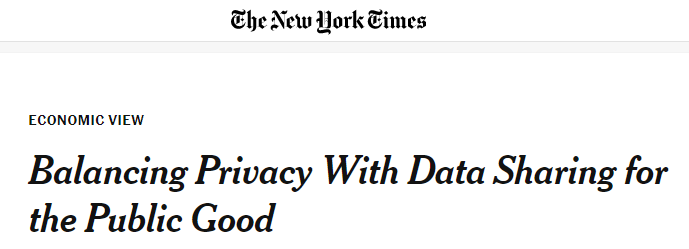 The New York Times
ECONOMIC VIEW
Balancing Privacy With Data Sharing for
the Public Good